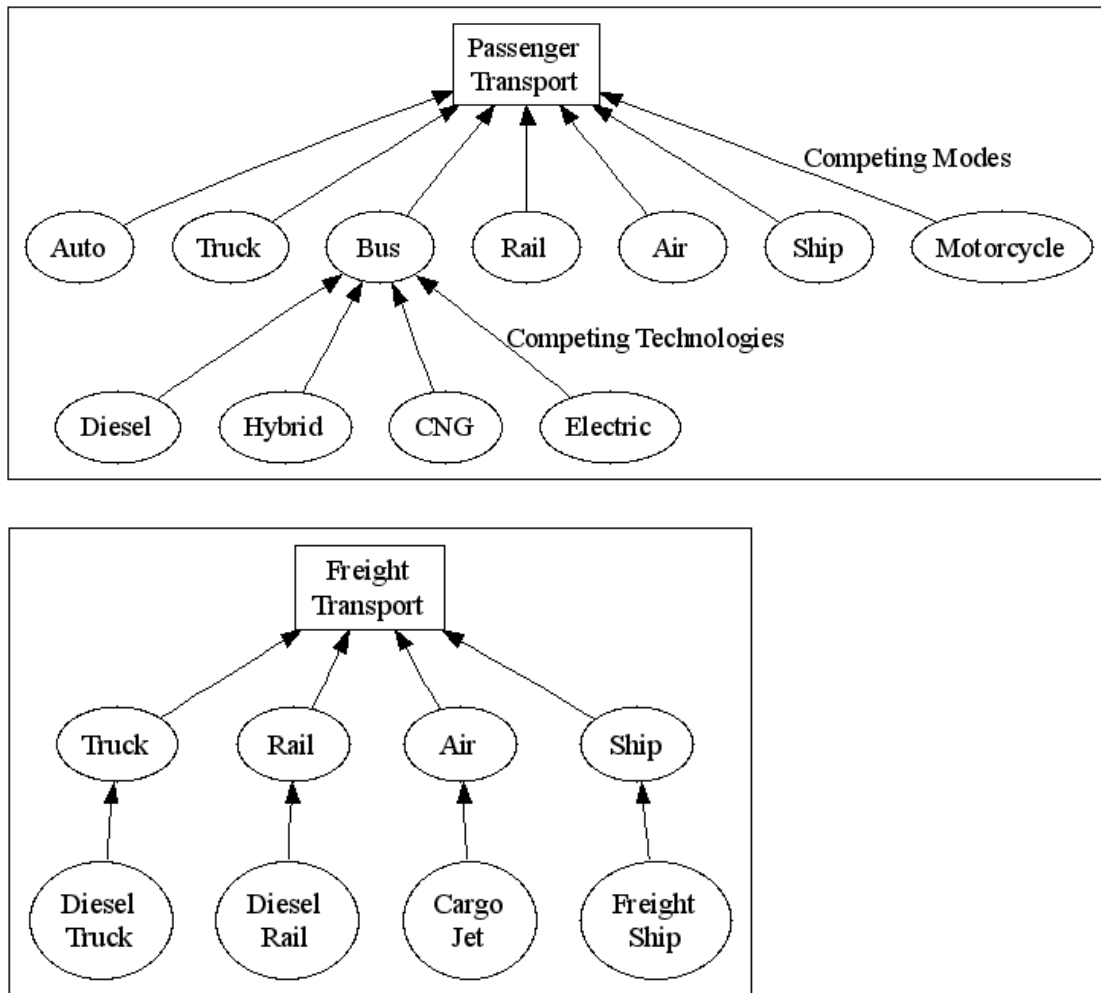 Passenger
Transport
Competing Modes
Auto
Truck
Bus
Rail
Air
Ship
Motorcycle
Competing Technologies
Diesel
Hybrid
CNG
Electric
Freight
Transport
Truck
Rail
Air
Ship
Diesel
Truck
Diesel
Rail
Cargo
Jet
Freight
Ship